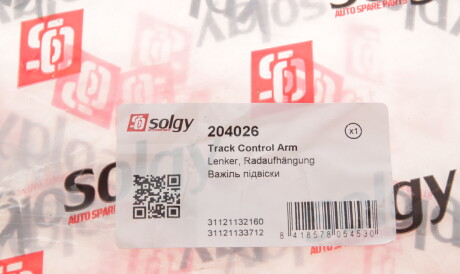 solgy
AUTO SPARE PARTS
solgy
204026
x1
Track Control Arm
Lenker, Radaufhängung
Важіль підвіски
31121132160
31121133712
8 418578 054530
solgy
AUTO SPARE